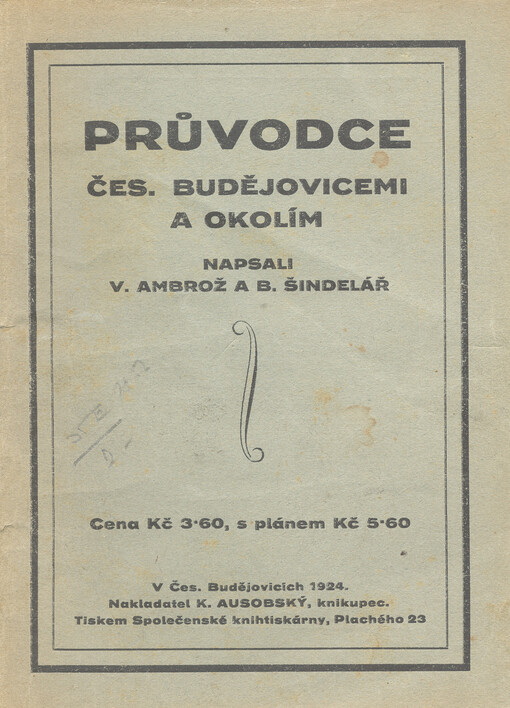 PRŮVODCE
ČES. BUDĚJOVICEMI
A OKOLÍM
NAPSALI
V. AMBROŽ A B. ŠINDELÁŘ
Cena Kč 3·60, s plánem Kč 5·60
V Čes. Budějovicích 1924.
Nakladatel K. AUSOBSKÝ, knikupec.
Tiskem Společenské knihtiskárny, Plachého 23